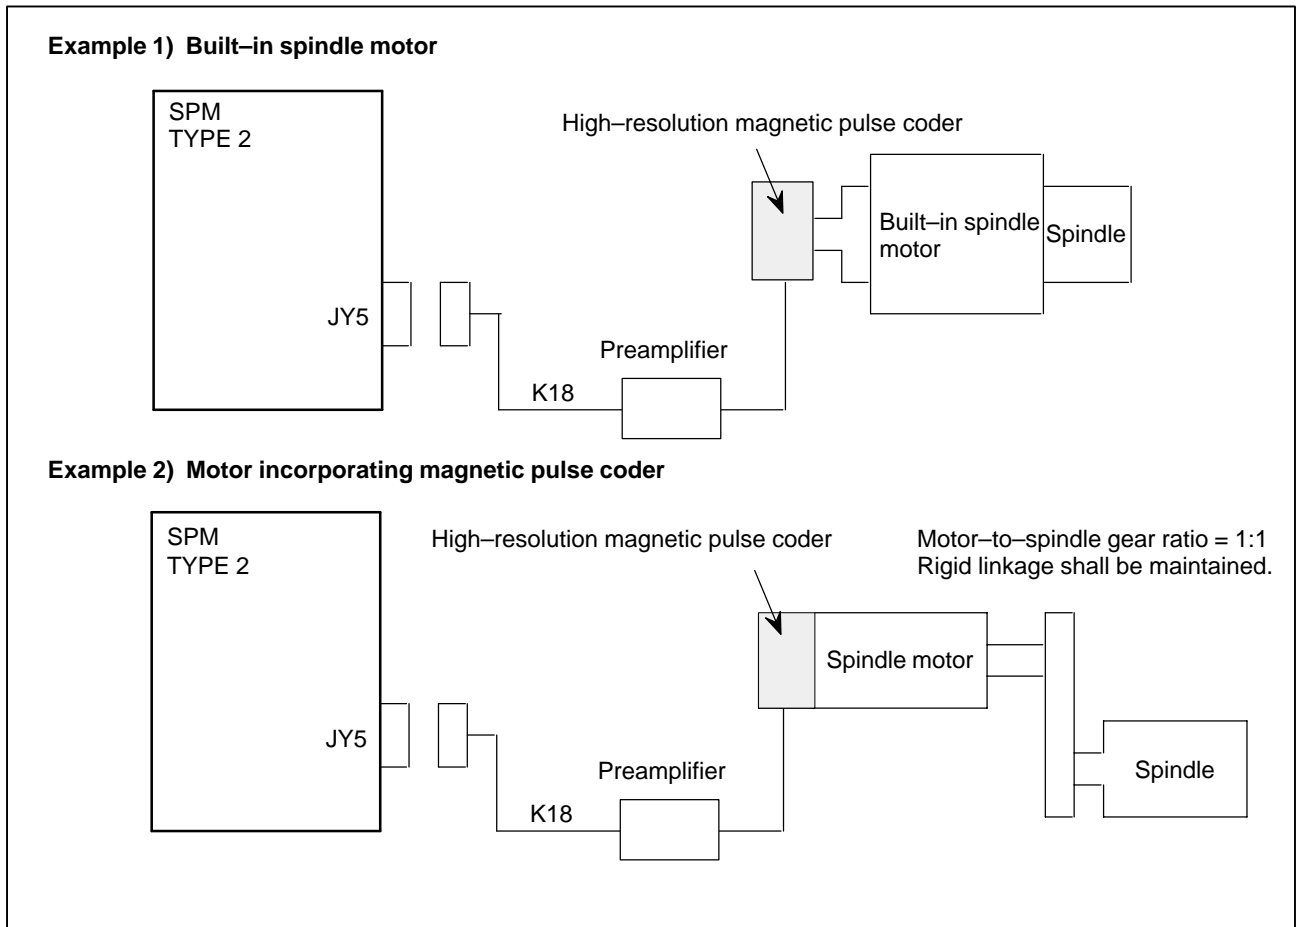 Example 1)  Built–in spindle motor
SPM
TYPE 2
High–resolution magnetic pulse coder
Built–in spindle
motor
Spindle
JY5
Preamplifier
K18
Example 2)  Motor incorporating magnetic pulse coder
SPM
TYPE 2
High–resolution magnetic pulse coder
Motor–to–spindle gear ratio = 1:1
Rigid linkage shall be maintained.
Spindle motor
JY5
Preamplifier
Spindle
K18